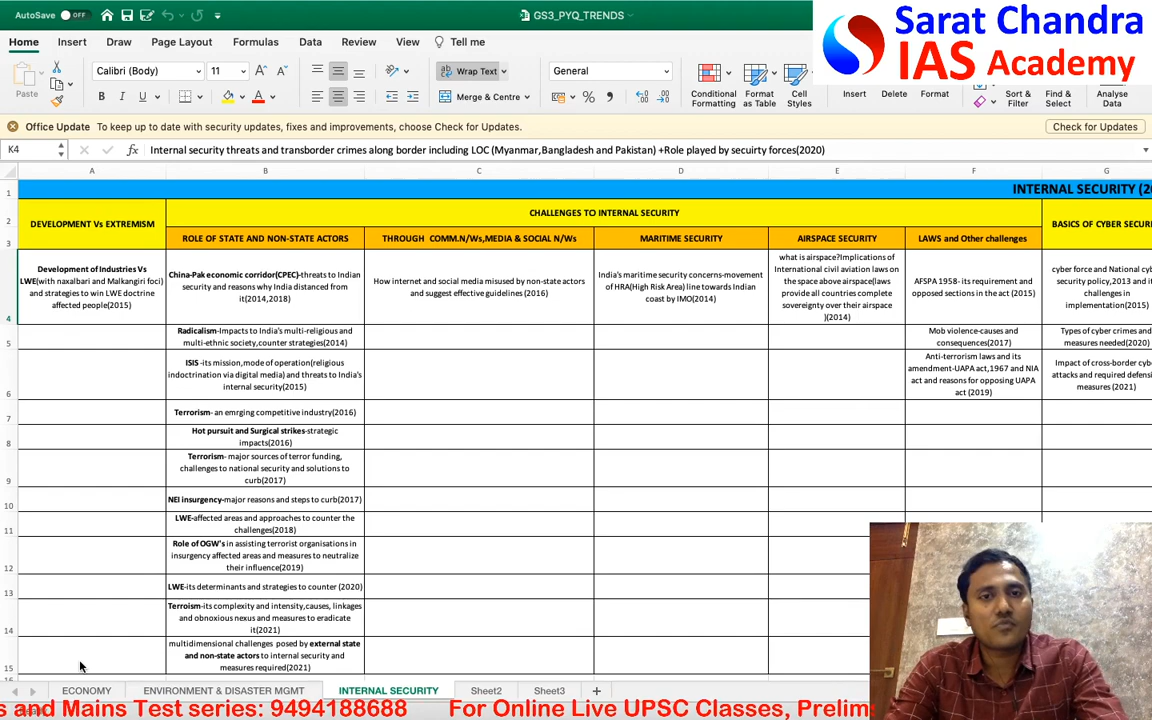 AutoSave OFF GS3_PYQ_TRENDS
Sarat Chandra
IAS Academy
Home Insert Draw Page Layout Formulas Data Review View Tell me
Paste Calibri (Body) 11 Wrap Text General
B I U A Merge & Centre % Conditional Formatting Format as Table Cell Styles Insert Delete Format Sort & Filter Find & Select Analyse Data
Office Update To keep up to date with security updates, fixes and improvements, choose Check for Updates. Check for Updates
K4 fx Internal security threats and transborder crimes along border including LOC (Myanmar,Bangladesh and Pakistan) +Role played by secuirty forces(2020)
A B C D E F G
1 INTERNAL SECURITY (20
2 DEVELOPMENT Vs EXTREMISM CHALLENGES TO INTERNAL SECURITY BASICS OF CYBER SECURI
3 ROLE OF STATE AND NON-STATE ACTORS THROUGH COMM.N/Ws,MEDIA & SOCIAL N/Ws MARITIME SECURITY AIRSPACE SECURITY LAWS and Other challenges
4
Development of Industries Vs
LWE(with naxalbari and Malkangiri foci)
and strategies to win LWE doctrine
affected people(2015)
China-Pak economic corridor(CPEC)-threats to Indian
security and reasons why India distanced from
it(2014,2018)
How internet and social media misused by non-state actors
and suggest effective guidelines (2016)
India's maritime security concerns-movement
of HRA(High Risk Area) line towards Indian
coast by IMO(2014)
what is airspace?Implications of
International civil aviation laws on
the space above airspace(laws
provide all countries complete
sovereignty over their airspace
)(2014)
AFSPA 1958- its requirement and
opposed sections in the act (2015)
cyber force and National cyb
security policy,2013 and it
challenges in
implementation(2015)
5
Radicalism-Impacts to India's multi-religious and
multi-ethnic society,counter strategies(2014)
Mob violence-causes and
consequences(2017)
Types of cyber crimes and
measures needed(2020)
6
ISIS -its mission,mode of operation(religious
indoctrination via digital media)and threats to India's
internal security(2015)
Anti-terrorism laws and its
amendment-UAPA act,1967 and NIA
act and reasons for opposing UAPA
act (2019)
Impact of cross-border cyb
attacks and required defens
measures (2021)
7
Terrorism- an emrging competitive industry(2016)
8
Hot pursuit and Surgical strikes-strategic
impacts(2016)
9
Terrorism- major sources of terror funding,
challenges to national security and solutions to
curb(2017)
10
NEI insurgency-major reasons and steps to curb(2017)
11
LWE-affected areas and approaches to counter the
challenges(2018)
12
Role of OGW's in assisting terrorist organisations in
insurgency affected areas and measures to neutralize
their influence(2019)
13
LWE-its determinants and strategies to counter (2020)
14
Terroism-its complexity and intensity,causes, linkages
and obnoxious nexus and measures to eradicate
it(2021)
15
multidimensional challenges posed by external state
and non-state actors to internal security and
measures required(2021)
ECONOMY ENVIRONMENT & DISASTER MGMT INTERNAL SECURITY Sheet2 Sheet3 +
s and Mains Test series: 9494188688 For Online Live UPSC Classes, Prelim